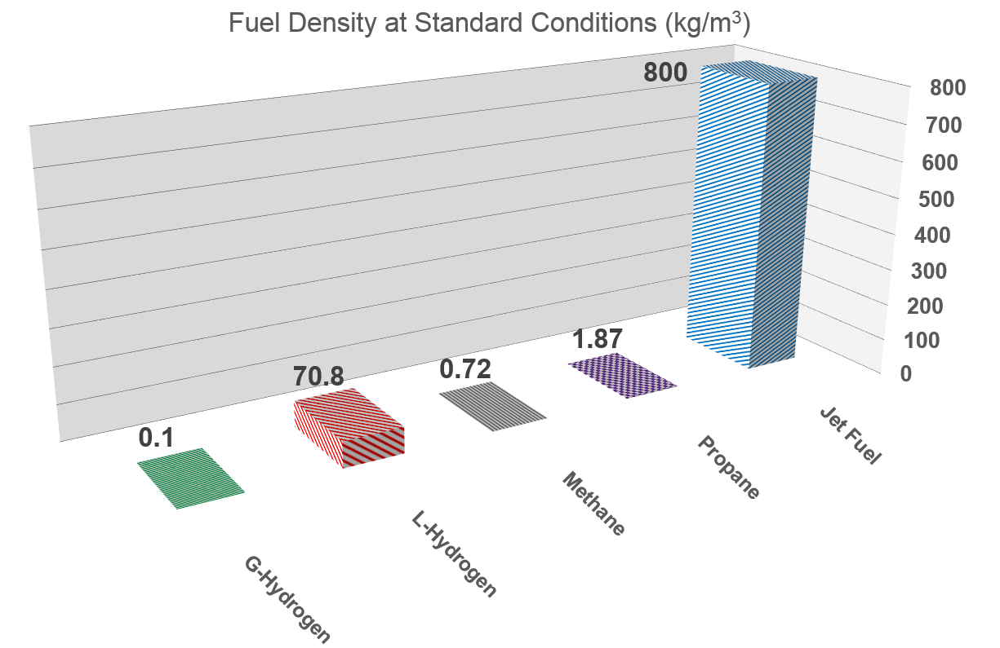 Fuel Density at Standard Conditions (kg/m³)
800
1.87
0.72
70.8
0.1
800
700
600
500
400
300
200
100
0
G-Hydrogen
L-Hydrogen
Methane
Propane
Jet Fuel